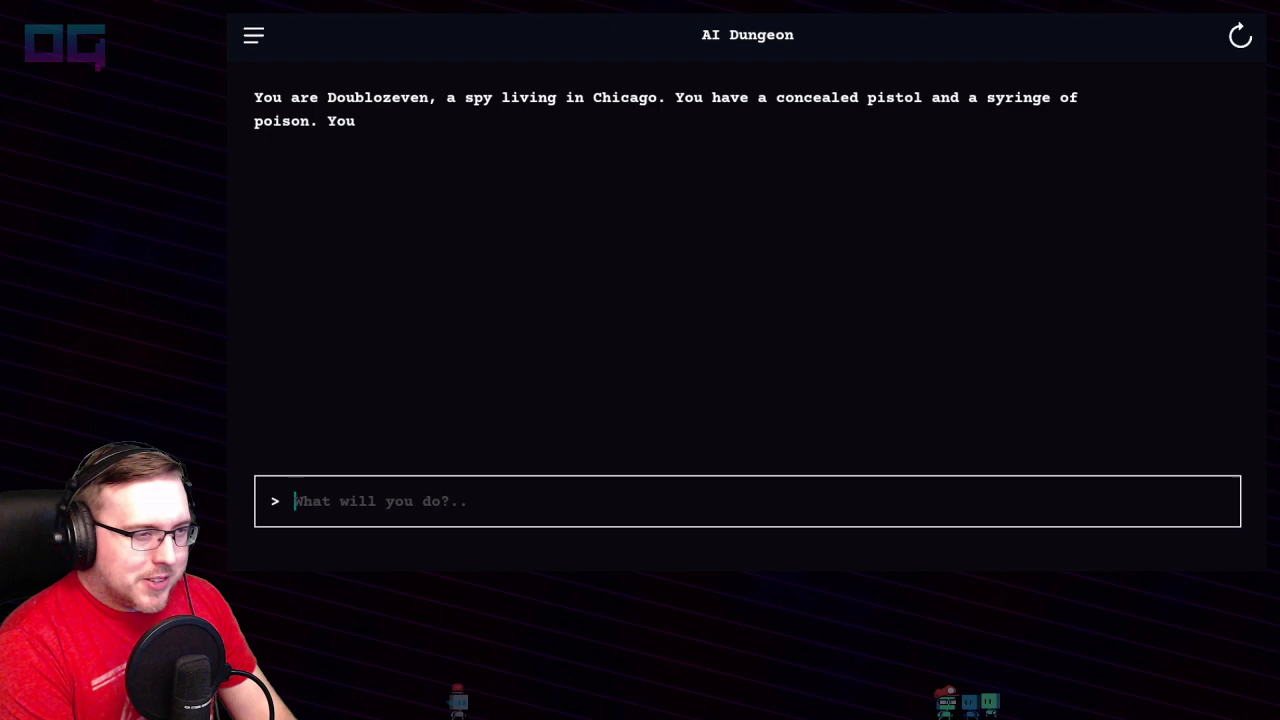 OG
AI Dungeon
You are Doublozeven, a spy living in Chicago. You have a concealed pistol and a syringe of
poison. You
> What will you do?..